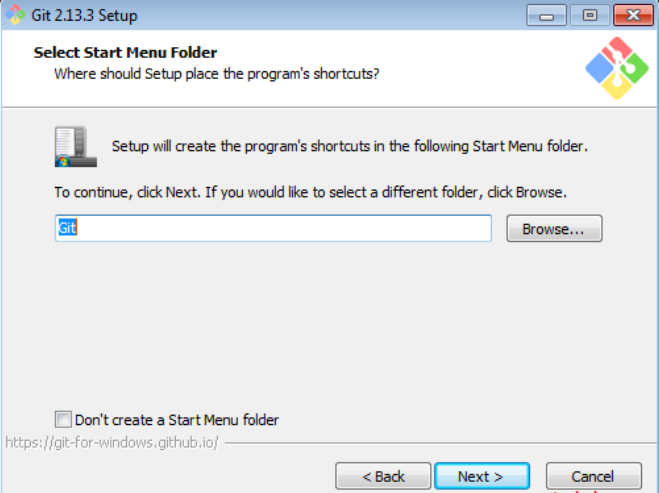 Git 2.13.3 Setup
Select Start Menu Folder
Where should Setup place the program's shortcuts?
Setup will create the program's shortcuts in the following Start Menu folder.
To continue, click Next. If you would like to select a different folder, click Browse.
Git
Browse...
Don't create a Start Menu folder
https://git-for-windows.github.io/
< Back
Next >
Cancel